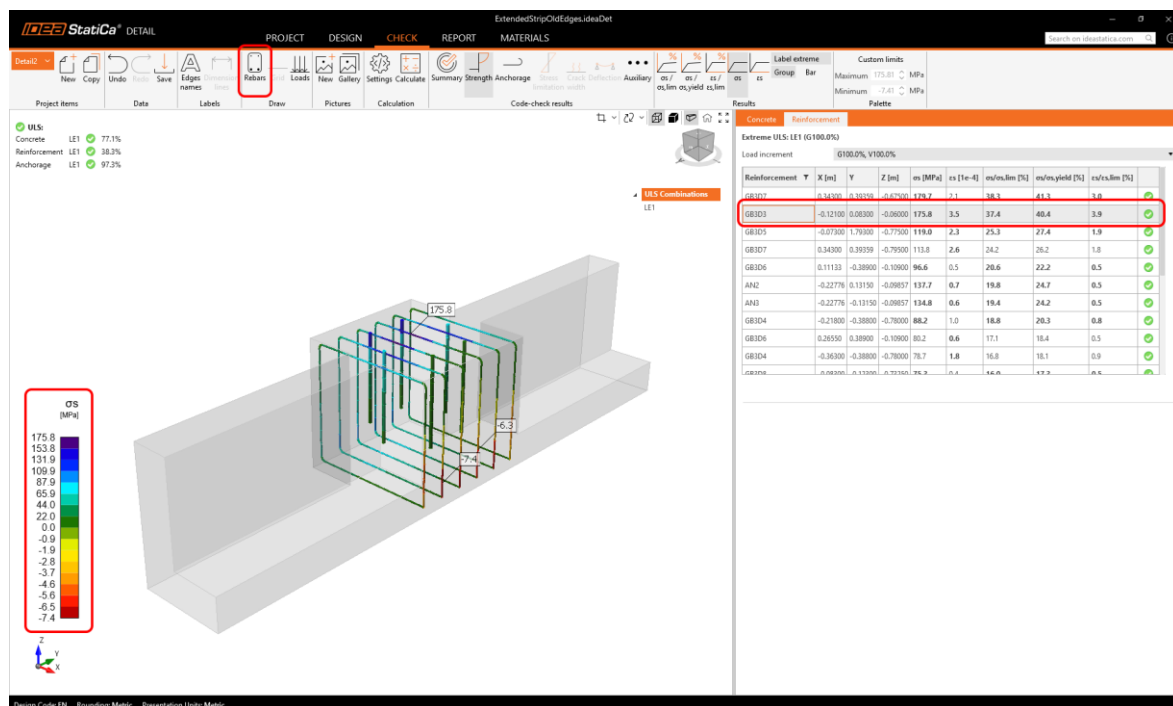 ExtendedStripOldEdges.ideaDet
IDEA StatiCa® DETAIL
PROJECT DESIGN CHECK REPORT MATERIALS
Search on ideastatica.com
Detail2
New Copy Undo Redo Save Edges names Dimension lines Rebars Loads New Gallery Settings Calculate Summary Strength Anchorage Stress limitation Crack width Deflection Auxiliary σs / σs,lim σs / σs,yield εs / εs,lim σs εs
Label extreme
Group Bar
Custom limits
Maximum 175.81 MPa
Minimum -7.41 MPa
Project items Data Labels Draw Pictures Calculation Code-check results Results Palette
ULS:
Concrete LE1 77.1%
Reinforcement LE1 38.3%
Anchorage LE1 97.3%
ULS Combinations
LE1
175.8
-6.3
-7.4
σs
[MPa]
175.8
153.8
131.9
109.9
87.9
65.9
44.0
22.0
0.0
-0.9
-1.9
-2.8
-3.7
-4.6
-5.6
-6.5
-7.4
Z
Y
X
Concrete Reinforcement
Extreme ULS: LE1 (G100.0%)
Load increment G100.0%, V100.0%
Reinforcement X [m] Y Z [m] σs [MPa] εs [1e-4] σs/σs,lim [%] σs/σs,yield [%] εs/εs,lim [%]
GB3D7 0.34300 0.39359 -0.67500 179.7 2.1 38.3 41.3 3.0
GB3D3 -0.12100 0.08300 -0.06000 175.8 3.5 37.4 40.4 3.9
GB3D5 -0.07300 1.79300 -0.77500 119.0 2.3 25.3 27.4 1.9
GB3D7 0.34300 0.39359 -0.79500 113.8 2.6 24.2 26.2 1.8
GB3D6 0.11133 -0.38900 -0.10900 96.6 0.5 20.6 22.2 0.5
AN2 -0.22776 0.13150 -0.09857 137.7 0.7 19.8 24.7 0.5
AN3 -0.22776 -0.13150 -0.09857 134.8 0.6 19.4 24.2 0.5
GB3D4 -0.21800 -0.38800 -0.78000 88.2 1.0 18.8 20.3 0.8
GB3D6 0.26550 0.38900 -0.10900 80.2 0.6 17.1 18.4 0.5
GB3D4 -0.36300 -0.38800 -0.78000 78.7 1.8 16.8 18.1 0.9
Design Code: EN Rounding: Metric Presentation Units: Metric